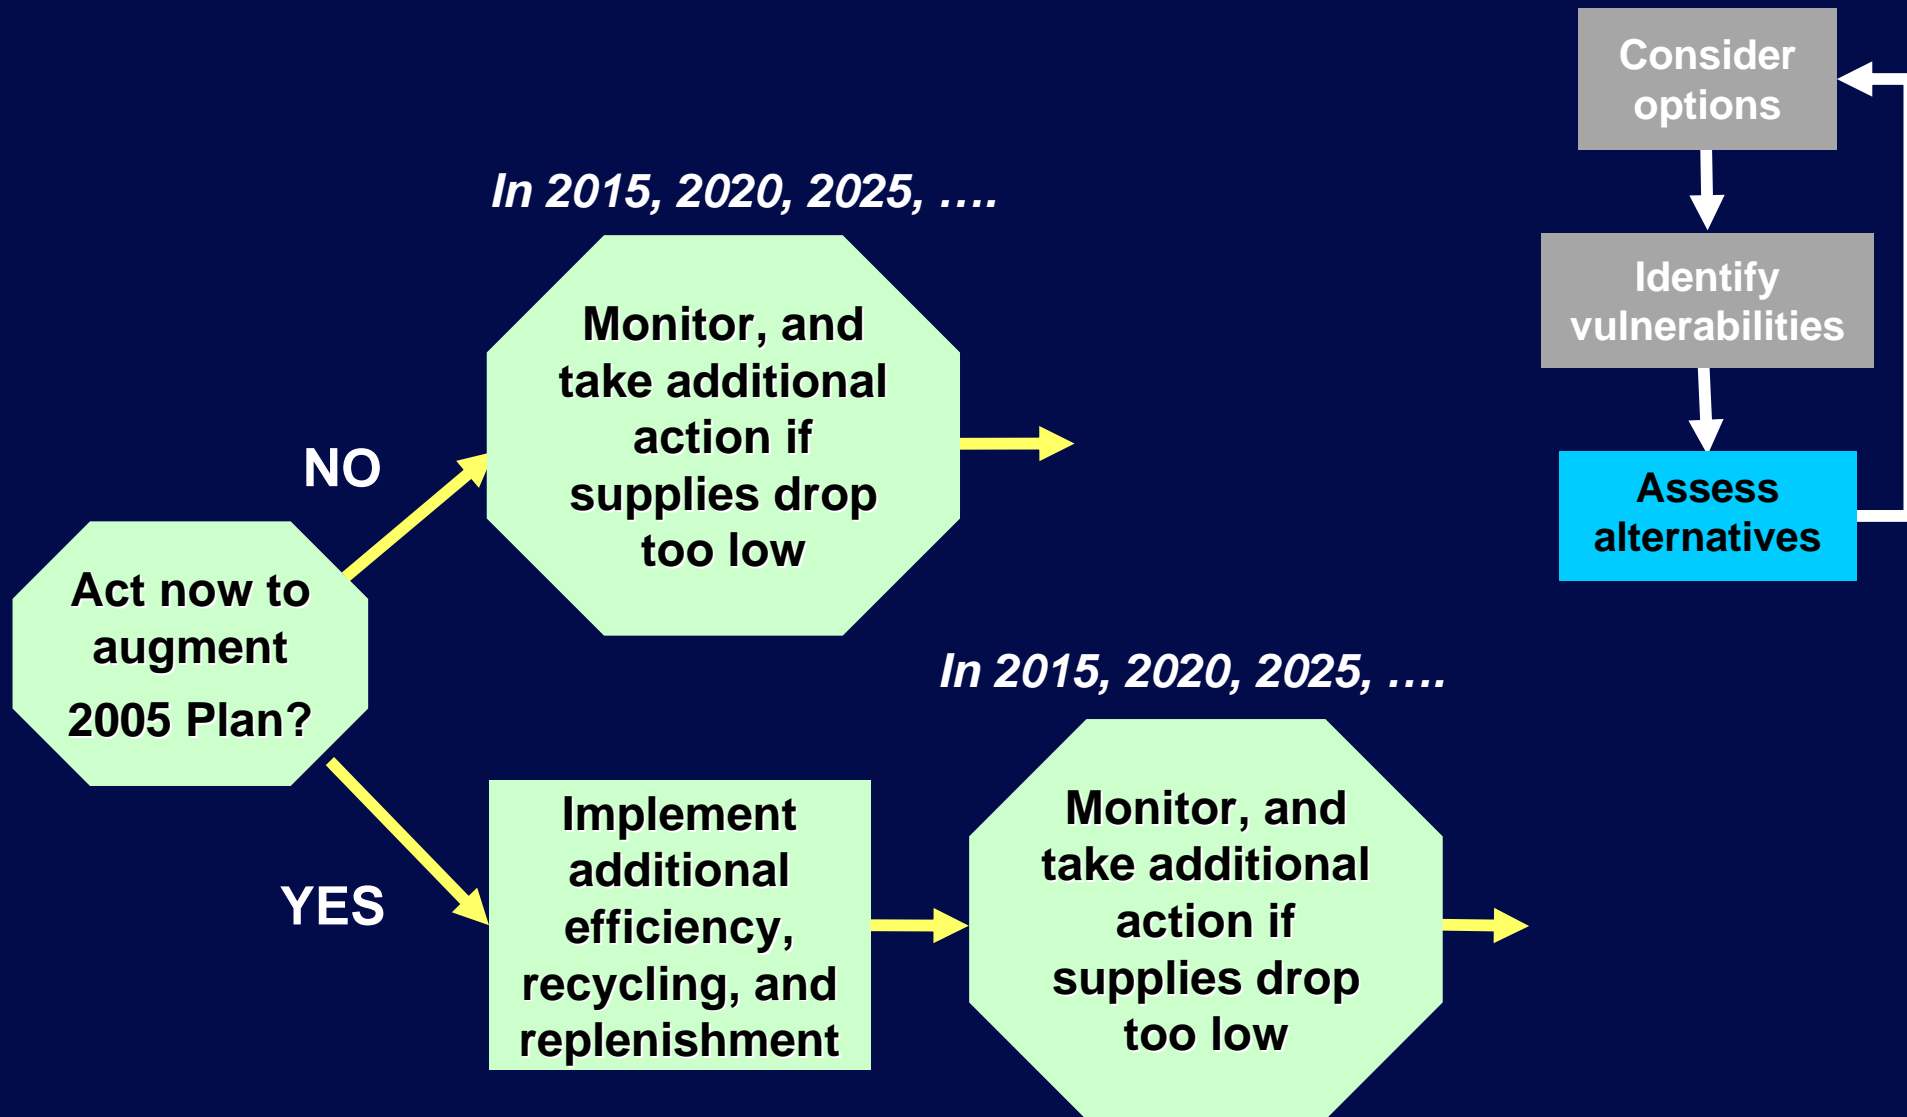 Consider
options
In 2015, 2020, 2025, ….
Identify
vulnerabilities
Monitor, and
take additional
action if
supplies drop
too low
NO
Assess
alternatives
Act now to
augment
2005 Plan?
In 2015, 2020, 2025, ….
YES
Implement
additional
efficiency,
recycling, and
replenishment
Monitor, and
take additional
action if
supplies drop
too low